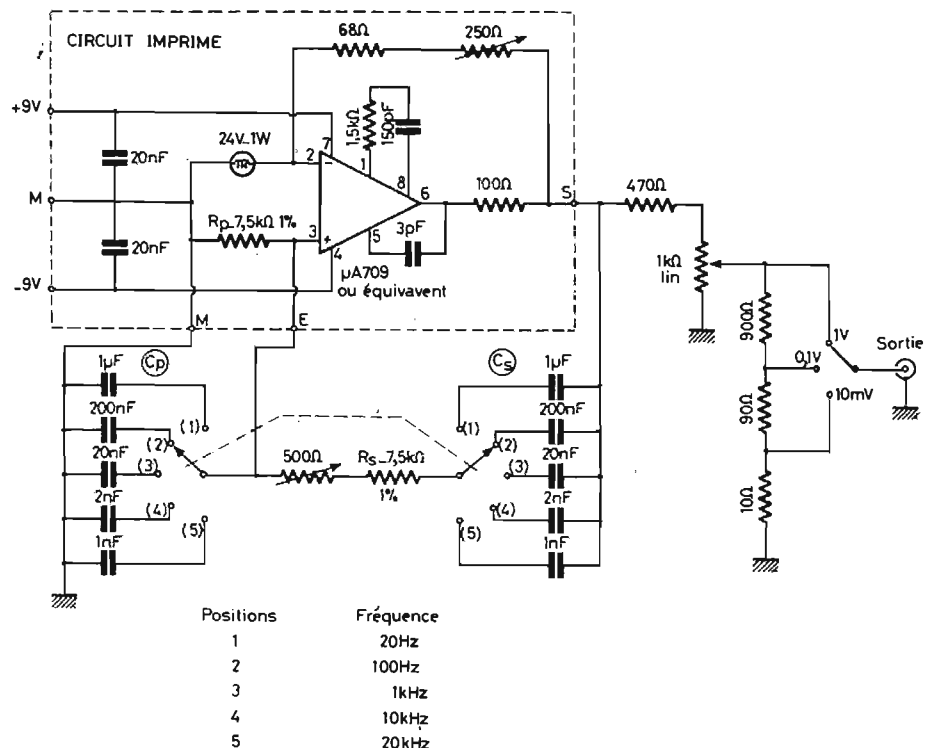 CIRCUIT IMPRIME
68Ω
250Ω
+9V
1,5kΩ
150pF
20nF
24V_1W
7
2
-
1
8
M
6
100Ω
S
470Ω
Rp_7,5kΩ 1%
3
+
3pF
20nF
5
4
1kΩ
lin
-9V
µA709
ou équivavent
M
E
900Ω
1V
Sortie
0,1V
1µF
Cp
Cs
1µF
200nF
(1)
(1)
200nF
90Ω
10mV
(2)
(2)
20nF
(3)
500Ω
Rs_7,5kΩ
1%
(3)
20nF
2nF
(4)
(4)
2nF
10Ω
1nF
(5)
(5)
1nF
Positions Fréquence
1 20Hz
2 100Hz
3 1kHz
4 10kHz
5 20kHz